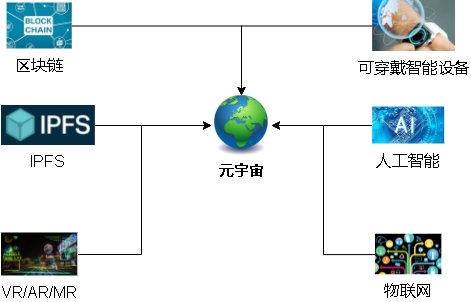 BLOCK
CHAIN
区块链
可穿戴智能设备
IPFS
IPFS
AI
人工智能
元宇宙
VR/AR/MR
物联网